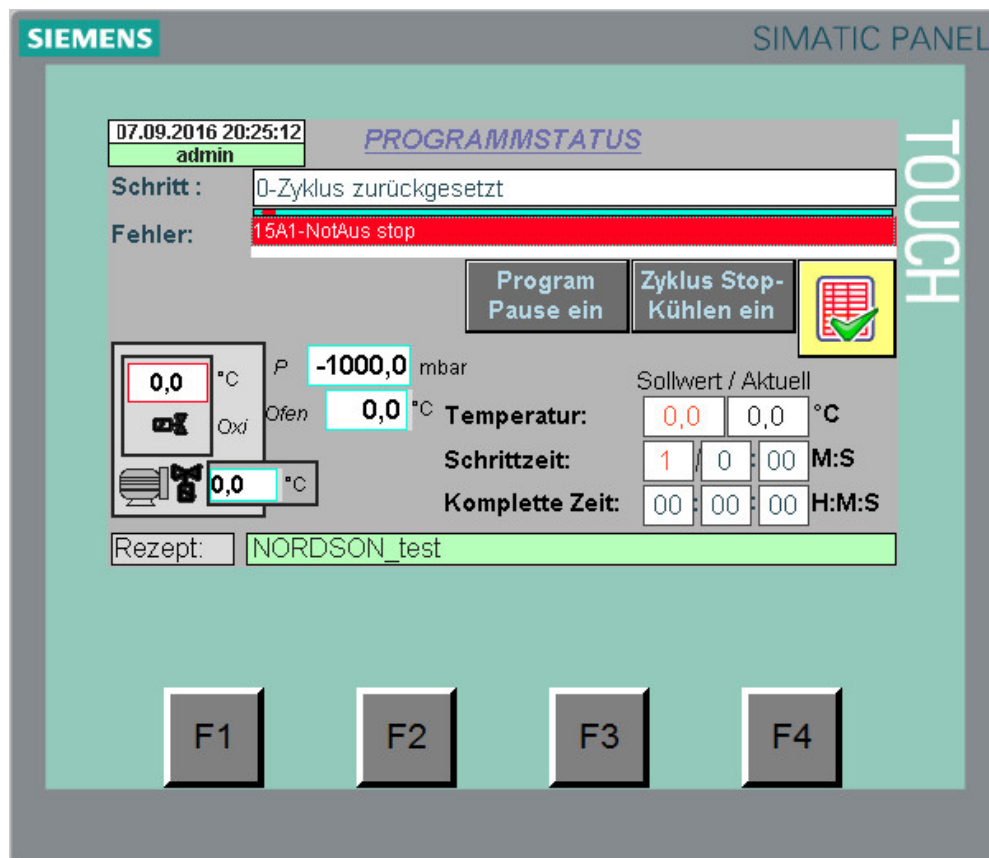 SIEMENS
SIMATIC PANEL
TOUCH
07.09.2016 20:25:12
admin
PROGRAMMSTATUS
Schritt :
0-Zyklus zurückgesetzt
Fehler:
15A1-NotAus stop
Program
Pause ein
Zyklus Stop-
Kühlen ein
0,0 °C
Oxi
P -1000,0 mbar
Ofen 0,0 °C
0,0 °C
Sollwert / Aktuell
Temperatur: 0,0 0,0 °C
Schrittzeit: 1 / 0 : 00 M:S
Komplette Zeit: 00 : 00 : 00 H:M:S
Rezept: NORDSON_test
F1 F2 F3 F4